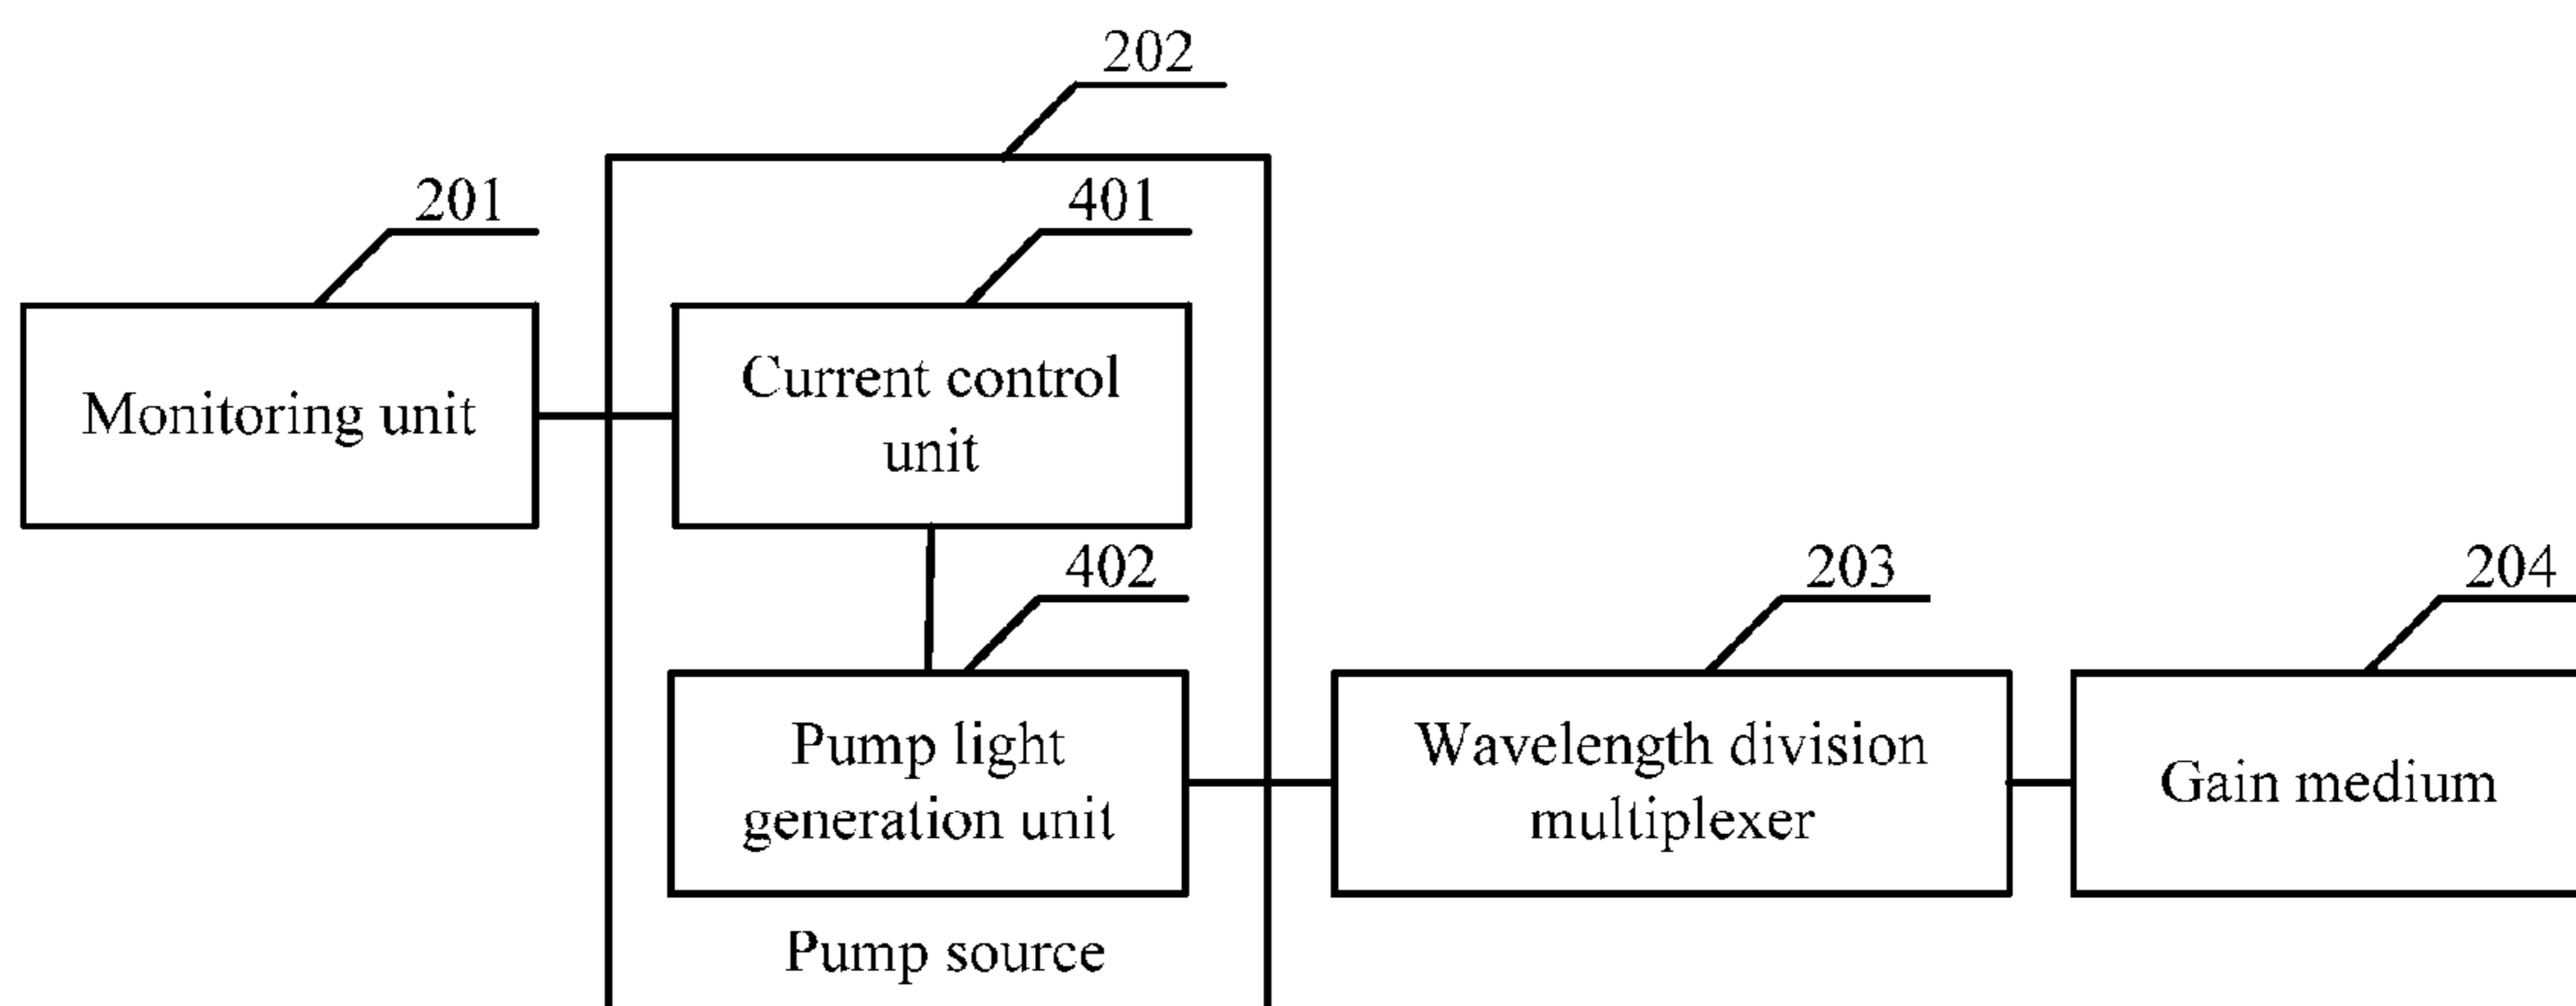 202
201
401
Monitoring unit
Current control
unit
402
203
204
Pump light
generation unit
Wavelength division
multiplexer
Gain medium
Pump source